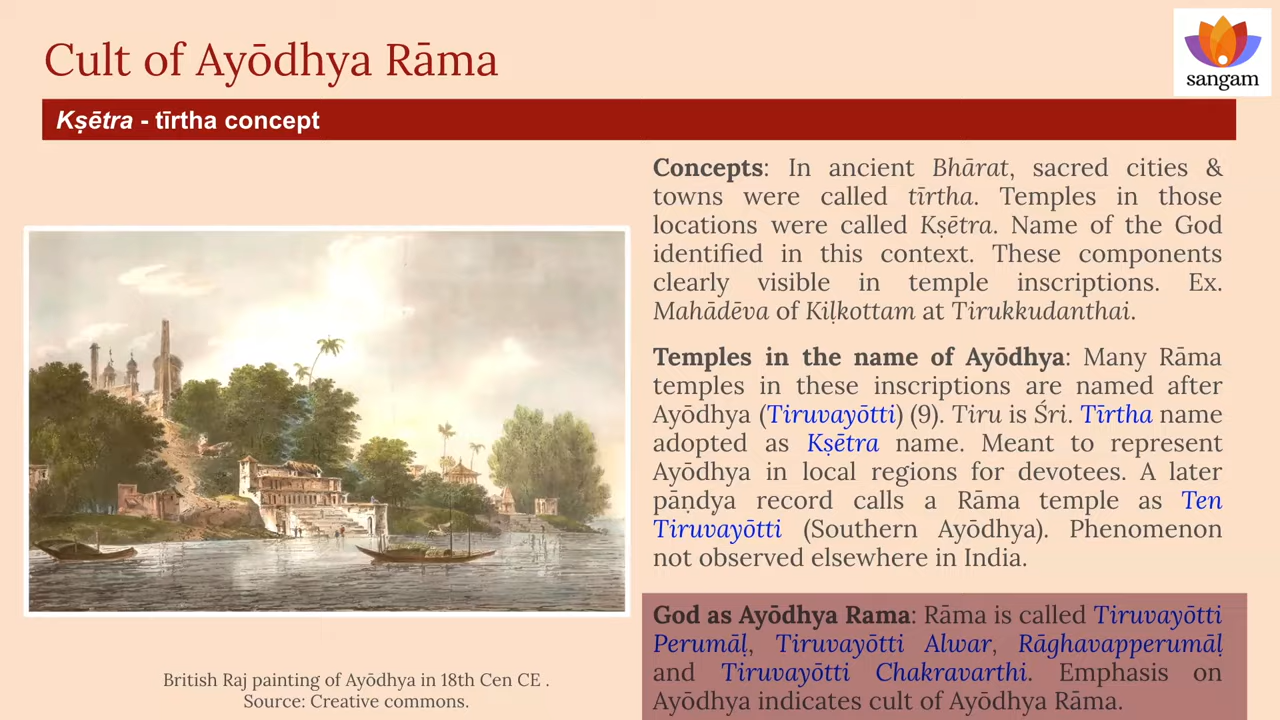 Cult of Ayōdhya Rāma
sangam
Kṣētra - tīrtha concept
Concepts: In ancient Bhārat, sacred cities &
towns were called tīrtha. Temples in those
locations were called Kṣētra. Name of the God
identified in this context. These components
clearly visible in temple inscriptions. Ex.
Mahādēva of Kiḷkottam at Tirukkudanthai.
Temples in the name of Ayōdhya: Many Rāma
temples in these inscriptions are named after
Ayōdhya (Tiruvayōtti) (9). Tiru is Śri. Tīrtha name
adopted as Kṣētra name. Meant to represent
Ayōdhya in local regions for devotees. A later
pāṇdya record calls a Rāma temple as Ten
Tiruvayōtti (Southern Ayōdhya). Phenomenon
not observed elsewhere in India.
God as Ayōdhya Rama: Rāma is called Tiruvayōtti
Perumāḷ, Tiruvayōtti Alwar, Rāghavapperumāḷ
and Tiruvayōtti Chakravarthi. Emphasis on
Ayōdhya indicates cult of Ayōdhya Rāma.
British Raj painting of Ayōdhya in 18th Cen CE .
Source: Creative commons.